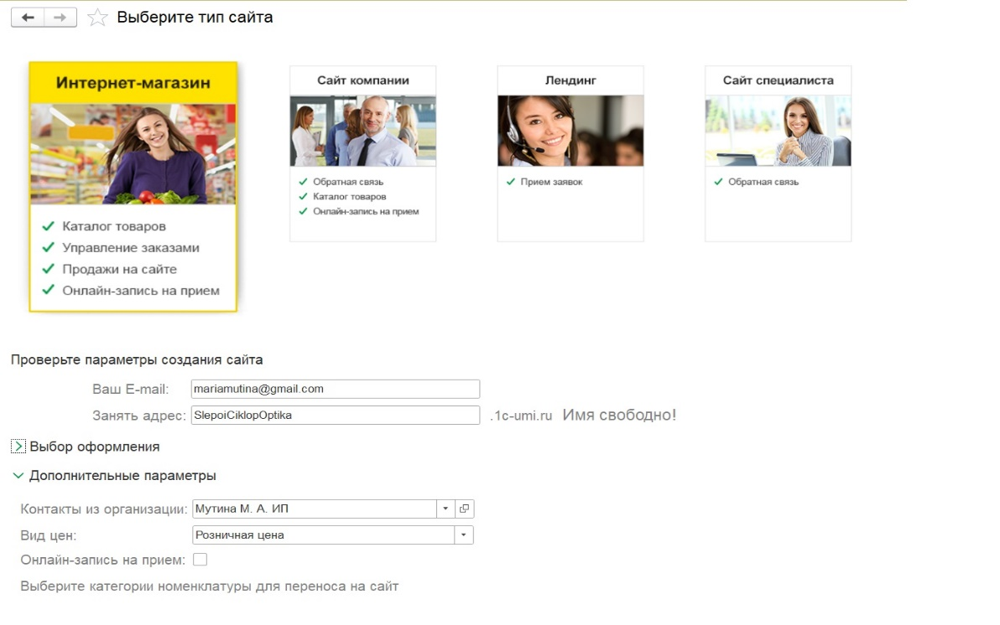 Выберите тип сайта
Интернет-магазин
Каталог товаров
Управление заказами
Продажи на сайте
Онлайн-запись на прием
Сайт компании
Обратная связь
Каталог товаров
Онлайн-запись на прием
Лендинг
Прием заявок
Сайт специалиста
Обратная связь
Проверьте параметры создания сайта
Ваш E-mail: mariamutina@gmail.com
Занять адрес: SlepoiCiklopOptika .1c-umi.ru Имя свободно!
Выбор оформления
Дополнительные параметры
Контакты из организации: Мутина М. А. ИП
Вид цен: Розничная цена
Онлайн-запись на прием:
Выберите категории номенклатуры для переноса на сайт